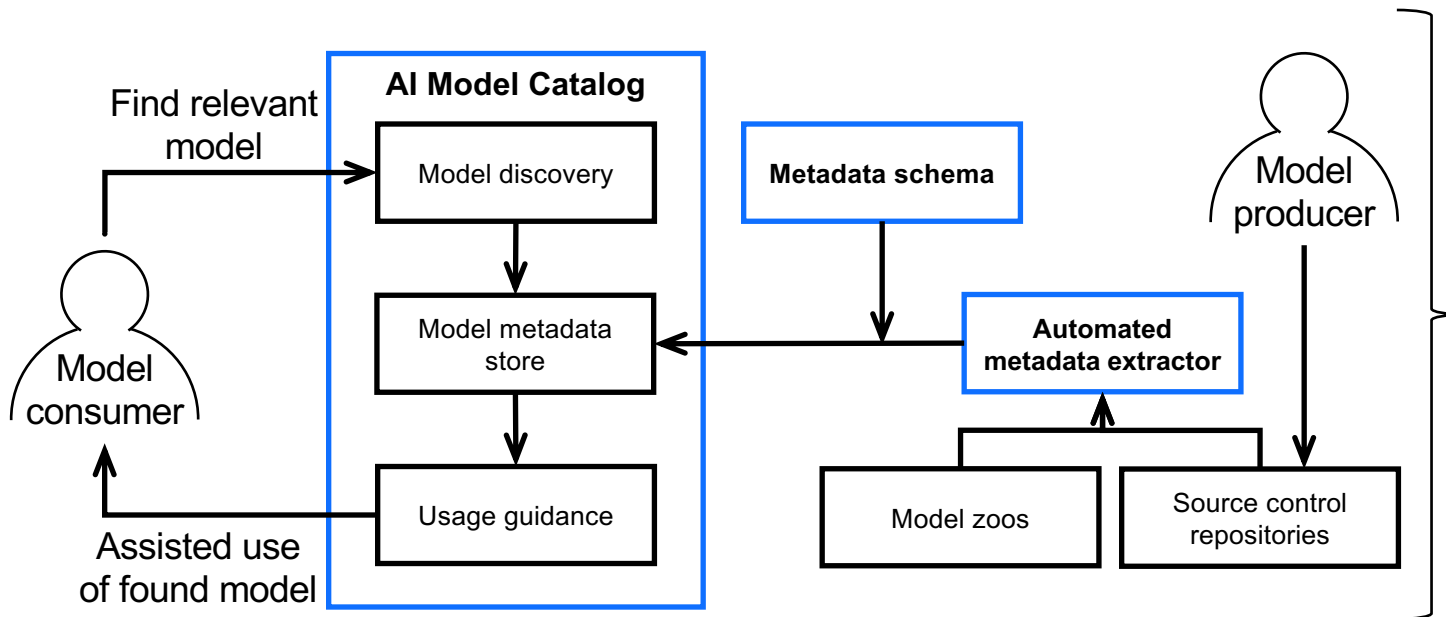 AI Model Catalog
Find relevant
model
Model discovery
Metadata schema
Model
producer
Model
consumer
Model metadata
store
Automated
metadata extractor
Usage guidance
Model zoos
Source control
repositories
Assisted use
of found model